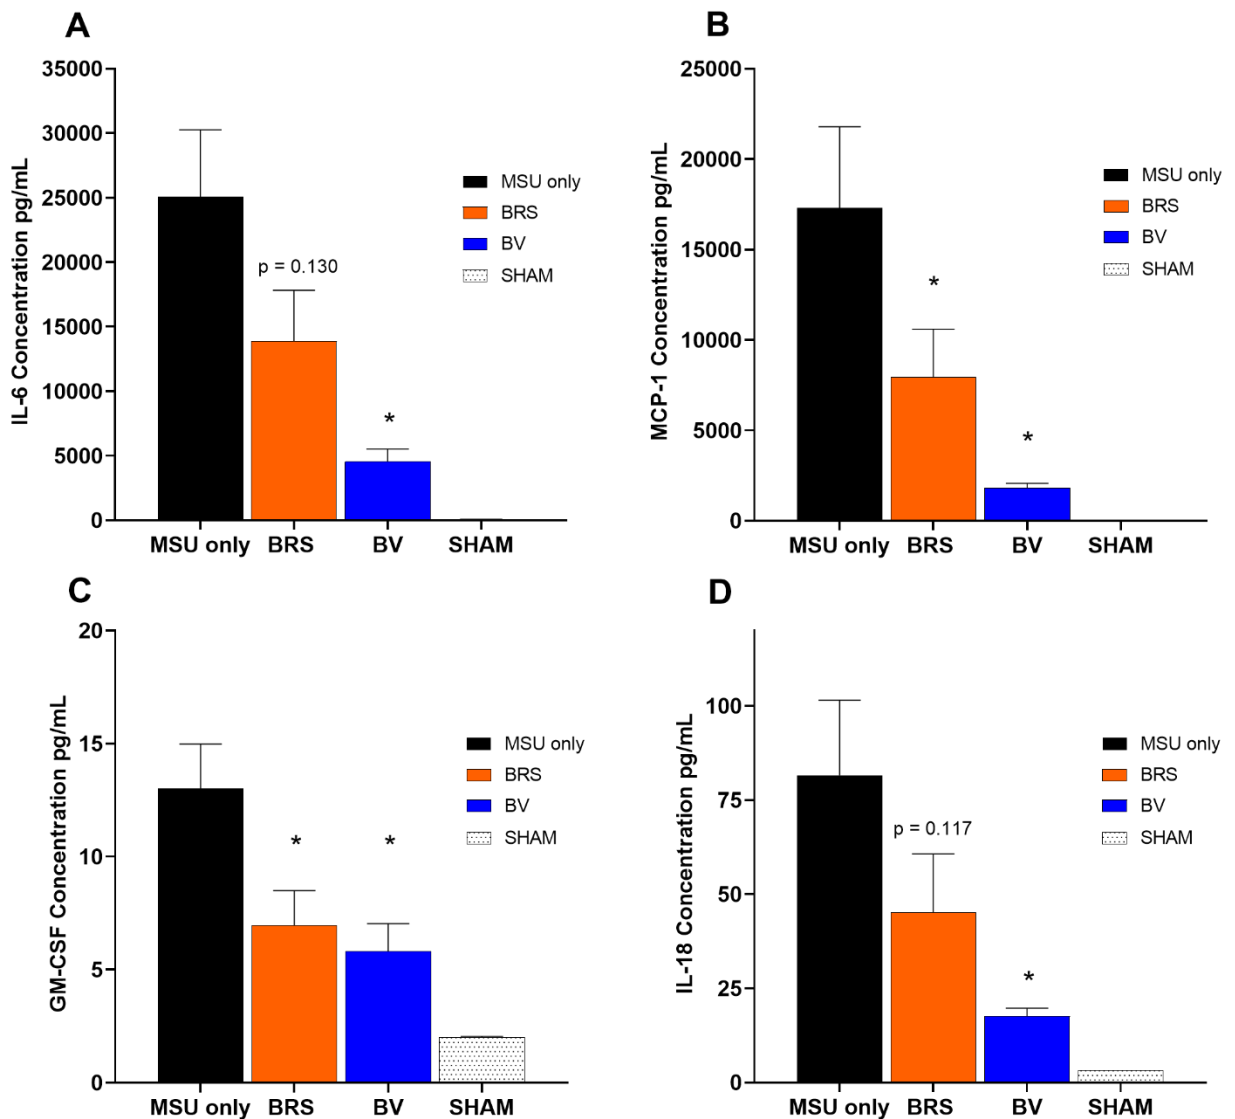 A
IL-6 Concentration pg/mL
35000
30000
25000
20000
15000
10000
5000
0
p = 0.130
*
MSU only
BRS
BV
SHAM
MSU only BRS BV SHAM
B
MCP-1 Concentration pg/mL
25000
20000
15000
10000
5000
0
*
*
MSU only
BRS
BV
SHAM
MSU only BRS BV SHAM
C
GM-CSF Concentration pg/mL
20
15
10
5
0
* *
MSU only
BRS
BV
SHAM
MSU only BRS BV SHAM
D
IL-18 Concentration pg/mL
100
75
50
25
0
p = 0.117
*
MSU only
BRS
BV
SHAM
MSU only BRS BV SHAM